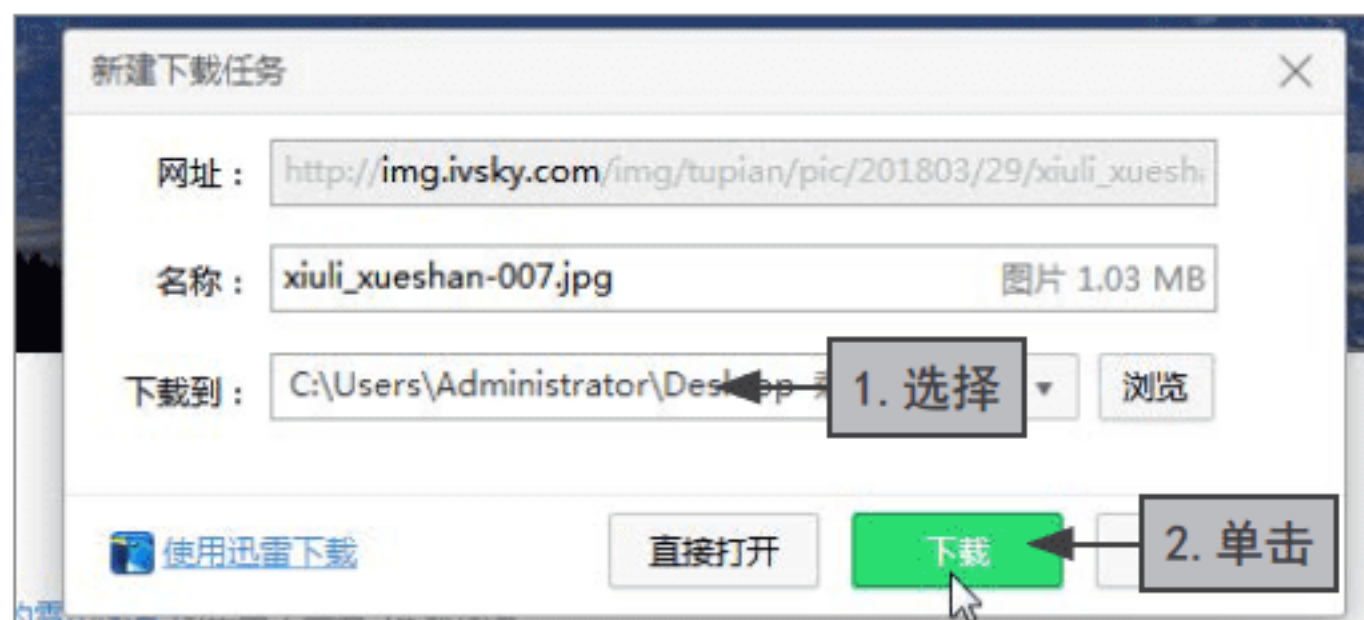 新建下载任务
网址：
http://img.ivsky.com/img/tupian/pic/201803/29/xiuli_xuesh
名称：
xiuli_xueshan-007.jpg
图片 1.03 MB
下载到：
C:\Users\Administrator\Desktop
1. 选择
浏览
使用迅雷下载
直接打开
下载
2. 单击